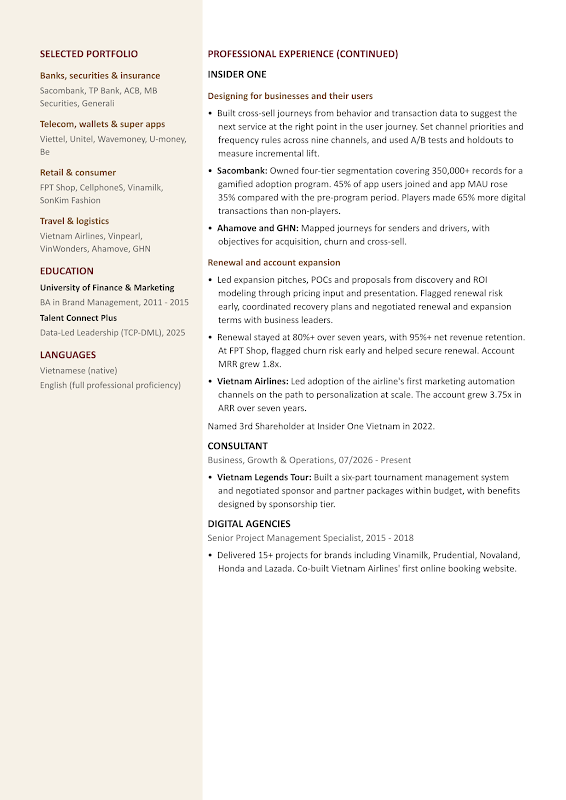 SELECTED PORTFOLIO
Banks, securities & insurance
Sacombank, TP Bank, ACB, MB
Securities, Generali
Telecom, wallets & super apps
Viettel, Unitel, Wavemoney, U-money,
Be
Retail & consumer
FPT Shop, CellphoneS, Vinamilk,
SonKim Fashion
Travel & logistics
Vietnam Airlines, Vinpearl,
VinWonders, Ahamove, GHN
EDUCATION
University of Finance & Marketing
BA in Brand Management, 2011 - 2015
Talent Connect Plus
Data-Led Leadership (TCP-DML), 2025
LANGUAGES
Vietnamese (native)
English (full professional proficiency)
PROFESSIONAL EXPERIENCE (CONTINUED)
INSIDER ONE
Designing for businesses and their users
• Built cross-sell journeys from behavior and transaction data to suggest the
next service at the right point in the user journey. Set channel priorities and
frequency rules across nine channels, and used A/B tests and holdouts to
measure incremental lift.
• Sacombank: Owned four-tier segmentation covering 350,000+ records for a
gamified adoption program. 45% of app users joined and app MAU rose
35% compared with the pre-program period. Players made 65% more digital
transactions than non-players.
• Ahamove and GHN: Mapped journeys for senders and drivers, with
objectives for acquisition, churn and cross-sell.
Renewal and account expansion
• Led expansion pitches, POCs and proposals from discovery and ROI
modeling through pricing input and presentation. Flagged renewal risk
early, coordinated recovery plans and negotiated renewal and expansion
terms with business leaders.
• Renewal stayed at 80%+ over seven years, with 95%+ net revenue retention.
At FPT Shop, flagged churn risk early and helped secure renewal. Account
MRR grew 1.8x.
• Vietnam Airlines: Led adoption of the airline's first marketing automation
channels on the path to personalization at scale. The account grew 3.75x in
ARR over seven years.
Named 3rd Shareholder at Insider One Vietnam in 2022.
CONSULTANT
Business, Growth & Operations, 07/2026 - Present
• Vietnam Legends Tour: Built a six-part tournament management system
and negotiated sponsor and partner packages within budget, with benefits
designed by sponsorship tier.
DIGITAL AGENCIES
Senior Project Management Specialist, 2015 - 2018
• Delivered 15+ projects for brands including Vinamilk, Prudential, Novaland,
Honda and Lazada. Co-built Vietnam Airlines' first online booking website.